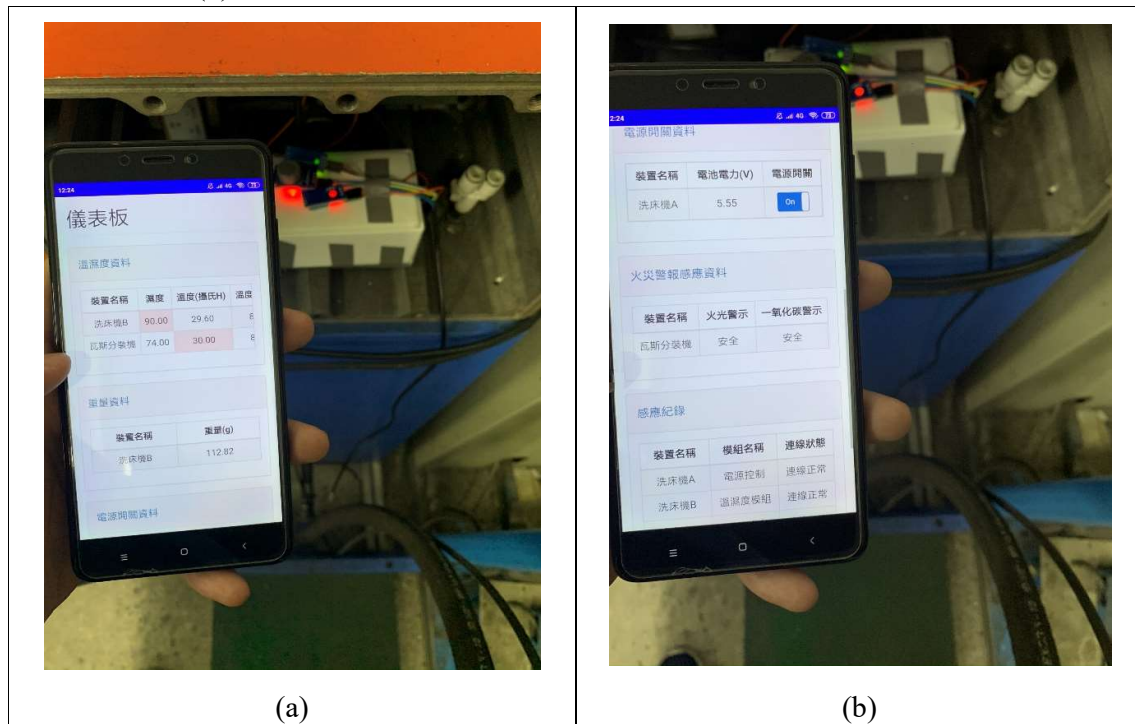 12:24
4G
儀表板
溫濕度資料
裝置名稱 濕度 溫度(攝氏H) 溫度
洗床機B 90.00 29.60 8
瓦斯分裝機 74.00 30.00 8
重量資料
裝置名稱 重量(g)
洗床機B 112.82
電源開關資料
(a)
2:24
4G
電源開關資料
裝置名稱 電池電力(V) 電源開關
洗床機A 5.55 On
火災警報感應資料
裝置名稱 火光警示 一氧化碳警示
瓦斯分裝機 安全 安全
感應紀錄
裝置名稱 模組名稱 連線狀態
洗床機A 電源控制 連線正常
洗床機B 溫濕度模組 連線正常
(b)